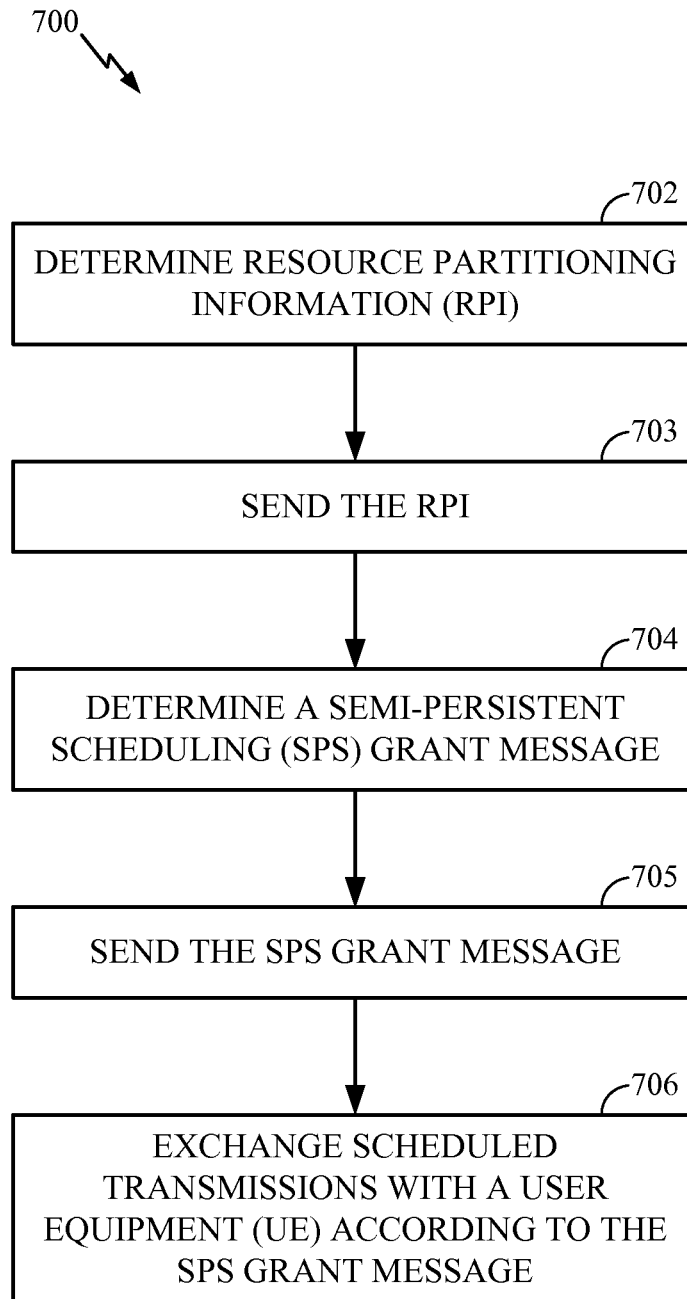 700
702
DETERMINE RESOURCE PARTITIONING
INFORMATION (RPI)
703
SEND THE RPI
704
DETERMINE A SEMI-PERSISTENT
SCHEDULING (SPS) GRANT MESSAGE
705
SEND THE SPS GRANT MESSAGE
706
EXCHANGE SCHEDULED
TRANSMISSIONS WITH A USER
EQUIPMENT (UE) ACCORDING TO THE
SPS GRANT MESSAGE